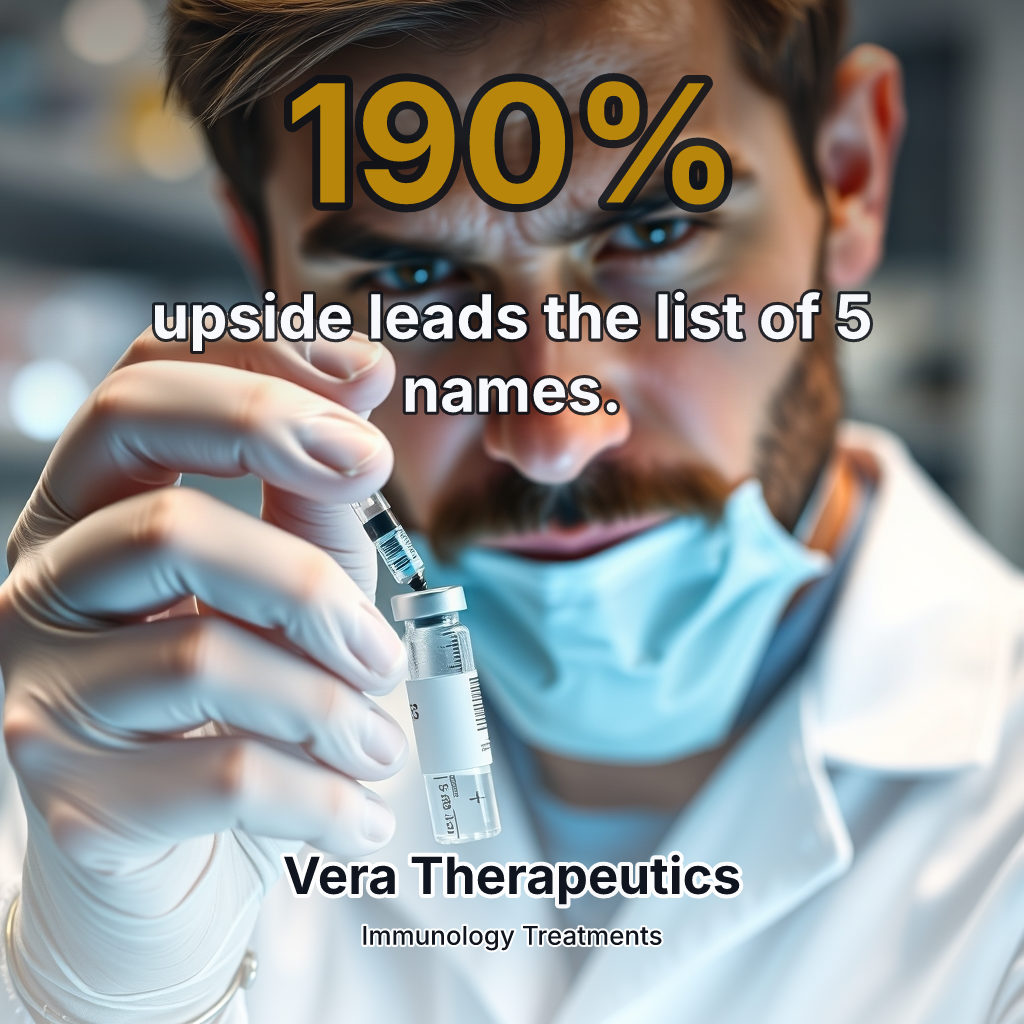 190%
upside leads the list of 5
names.
Vera Therapeutics
Immunology Treatments